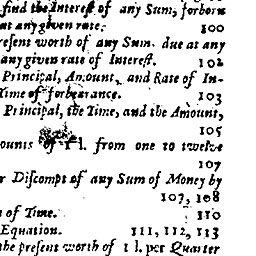 find the Interest of any Sum, forborn
at any given rate. 100
resent worth of any Sum. due at any
any given rate of Interest. 102
Principal, Amount, and Rate of In-
Time of forbearance. 103
Principal, the Time, and the Amount,
105
ounts of 1 l. from one to twelve
107
r Discompt of any Sum of Money by
107, 108
n of Time. 110
Equation. 111, 112, 113
the present worth of 1 l. per Quarter